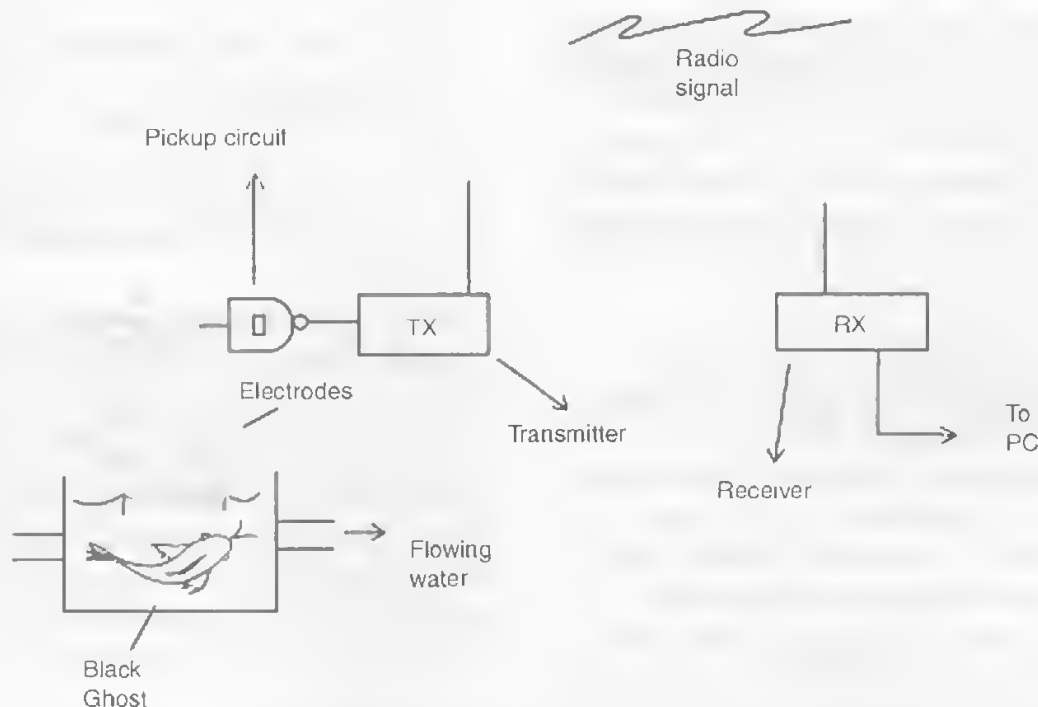 Radio
signal
Pickup circuit
TX
RX
Electrodes
Transmitter
To
PC
Receiver
Flowing
water
Black
Ghost